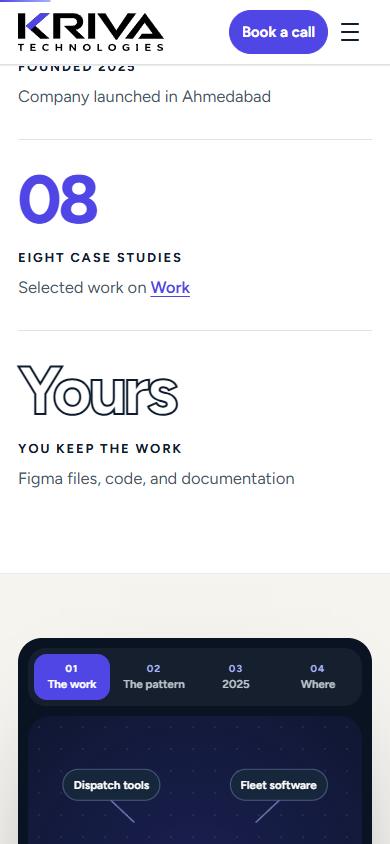 KRIVA
TECHNOLOGIES
Book a call
FOUNDED 2025
Company launched in Ahmedabad
08
EIGHT CASE STUDIES
Selected work on Work
Yours
YOU KEEP THE WORK
Figma files, code, and documentation
01 02 03 04
The work The pattern 2025 Where
Dispatch tools Fleet software